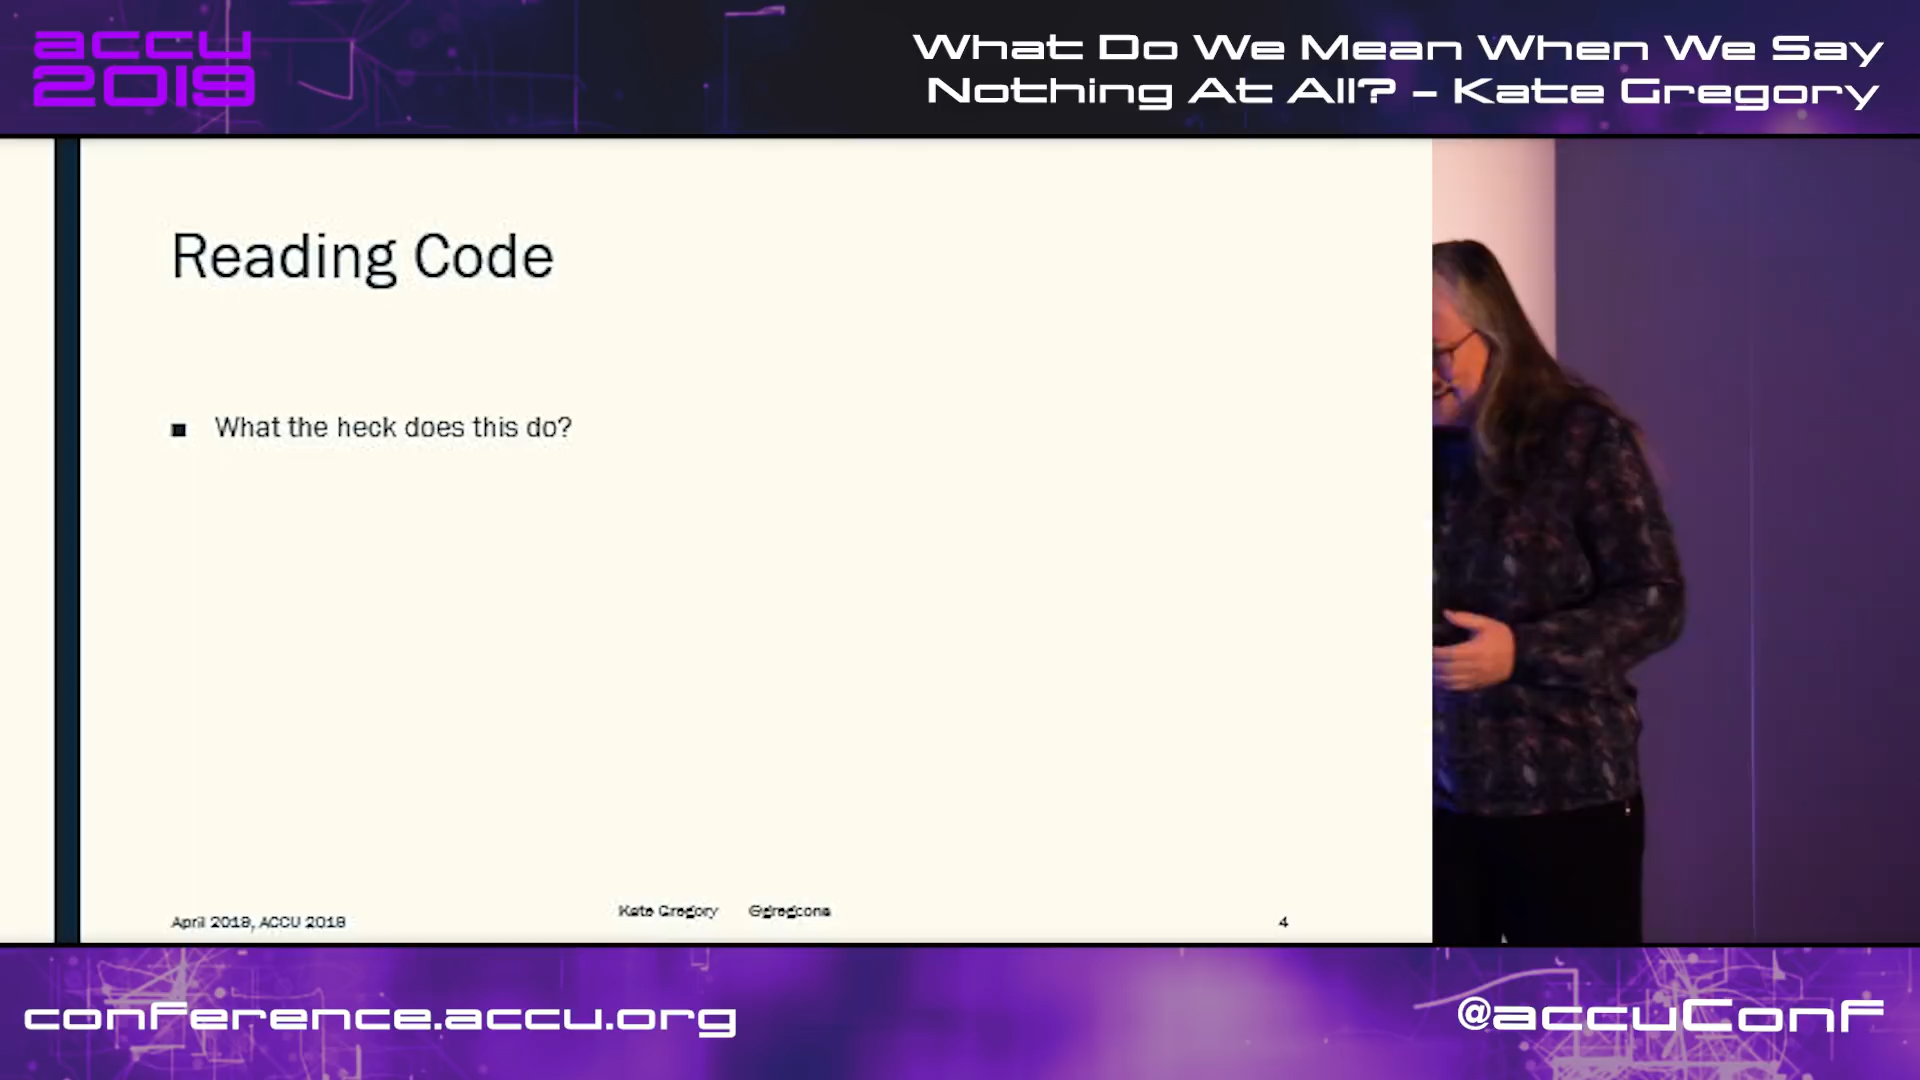 accu
2019
What Do We Mean When We Say
Nothing At All? - Kate Gregory
Reading Code
What the heck does this do?
April 2019, ACCU 2019
Kate Gregory @gregcons
4
conference.accu.org
@accuConf